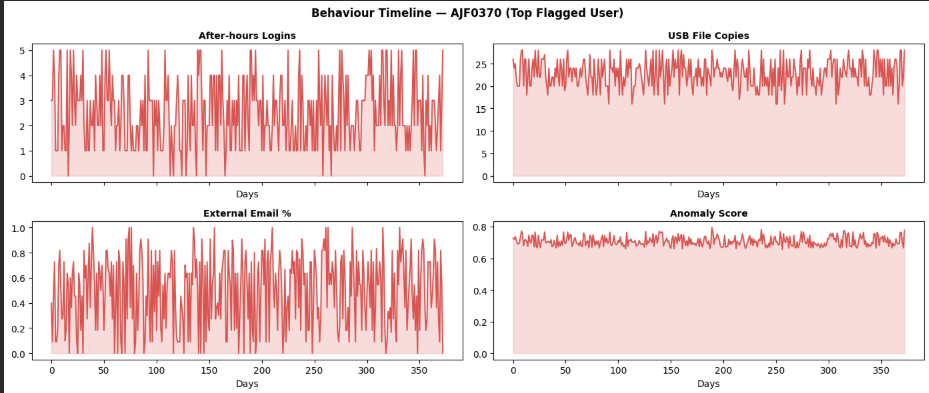 Behaviour Timeline — AJF0370 (Top Flagged User)
After-hours Logins
5
4
3
2
1
0
Days
USB File Copies
25
20
15
10
5
0
Days
External Email %
1.0
0.8
0.6
0.4
0.2
0.0
0 50 100 150 200 250 300 350
Days
Anomaly Score
0.8
0.6
0.4
0.2
0.0
0 50 100 150 200 250 300 350
Days